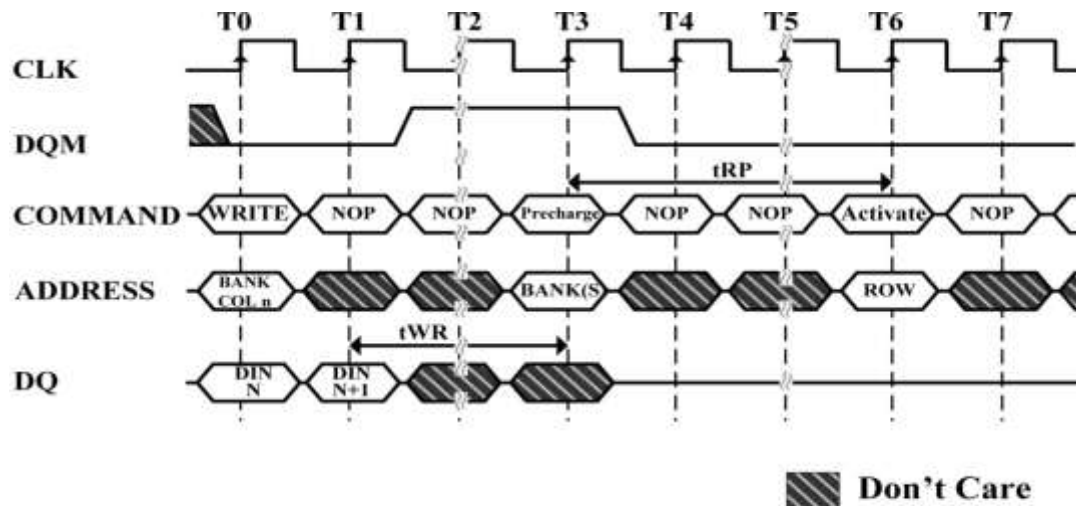 T0 T1 T2 T3 T4 T5 T6 T7
CLK
DQM
tRP
COMMAND WRITE NOP NOP Precharge NOP NOP Activate NOP
ADDRESS BANK COL n BANK(S ROW
tWR
DQ DIN N DIN N+1
Don't Care